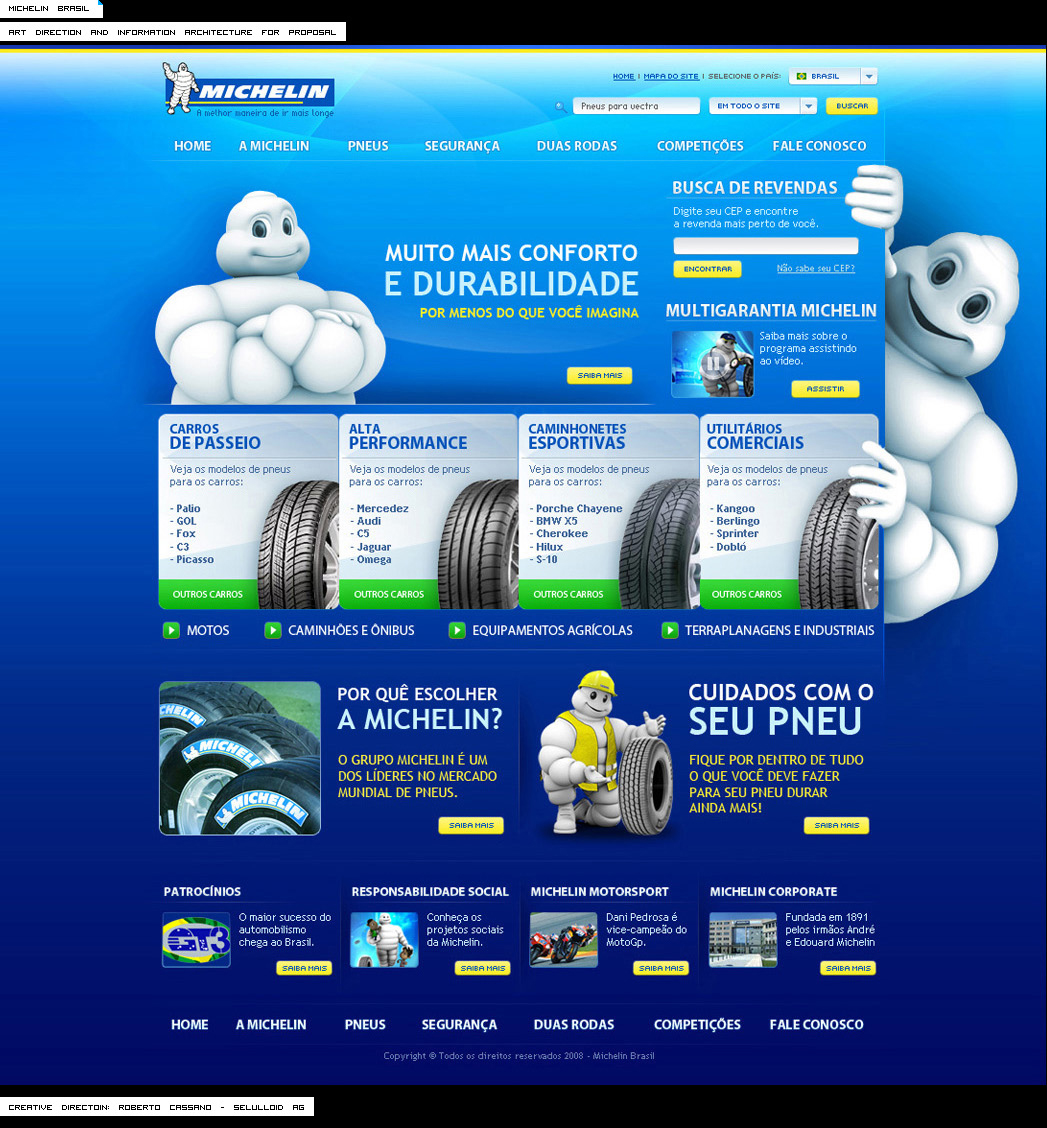 MICHELIN BRASIL
ART DIRECTION AND INFORMATION ARCHITECTURE FOR PROPOSAL
MICHELIN
A melhor maneira de ir mais longe
HOME | MAPA DO SITE | SELECIONE O PAÍS: BRASIL
Pneus para vectra EM TODO O SITE BUSCAR
HOME A MICHELIN PNEUS SEGURANÇA DUAS RODAS COMPETIÇÕES FALE CONOSCO
MUITO MAIS CONFORTO
E DURABILIDADE
POR MENOS DO QUE VOCÊ IMAGINA
SAIBA MAIS
BUSCA DE REVENDAS
Digite seu CEP e encontre
a revenda mais perto de você.
ENCONTRAR Não sabe seu CEP?
MULTIGARANTIA MICHELIN
Saiba mais sobre o
programa assistindo
ao vídeo.
ASSISTIR
CARROS
DE PASSEIO
Veja os modelos de pneus
para os carros:
- Palio
- GOL
- Fox
- C3
- Picasso
OUTROS CARROS
ALTA
PERFORMANCE
Veja os modelos de pneus
para os carros:
- Mercedez
- Audi
- C5
- Jaguar
- Omega
OUTROS CARROS
CAMINHONETES
ESPORTIVAS
Veja os modelos de pneus
para os carros:
- Porche Chayene
- BMW X5
- Cherokee
- Hilux
- S-10
OUTROS CARROS
UTILITÁRIOS
COMERCIAIS
Veja os modelos de pneus
para os carros:
- Kangoo
- Berlingo
- Sprinter
- Dobló
OUTROS CARROS
MOTOS CAMINHÕES E ÔNIBUS EQUIPAMENTOS AGRÍCOLAS TERRAPLANAGENS E INDUSTRIAIS
MICHELIN
MICHELIN
MICHELIN
POR QUÊ ESCOLHER
A MICHELIN?
O GRUPO MICHELIN É UM
DOS LÍDERES NO MERCADO
MUNDIAL DE PNEUS.
SAIBA MAIS
CUIDADOS COM O
SEU PNEU
FIQUE POR DENTRO DE TUDO
O QUE VOCÊ DEVE FAZER
PARA SEU PNEU DURAR
AINDA MAIS!
SAIBA MAIS
PATROCÍNIOS
GT3
O maior sucesso do
automobilismo
chega ao Brasil.
SAIBA MAIS
RESPONSABILIDADE SOCIAL
Conheça os
projetos sociais
da Michelin.
SAIBA MAIS
MICHELIN MOTORSPORT
Dani Pedrosa é
vice-campeão do
MotoGp.
SAIBA MAIS
MICHELIN CORPORATE
Fundada em 1891
pelos irmãos André
e Edouard Michelin
SAIBA MAIS
HOME A MICHELIN PNEUS SEGURANÇA DUAS RODAS COMPETIÇÕES FALE CONOSCO
Copyright © Todos os direitos reservados 2008 - Michelin Brasil
CREATIVE DIRECTOIN: ROBERTO CASSANO - SELULLOID AG